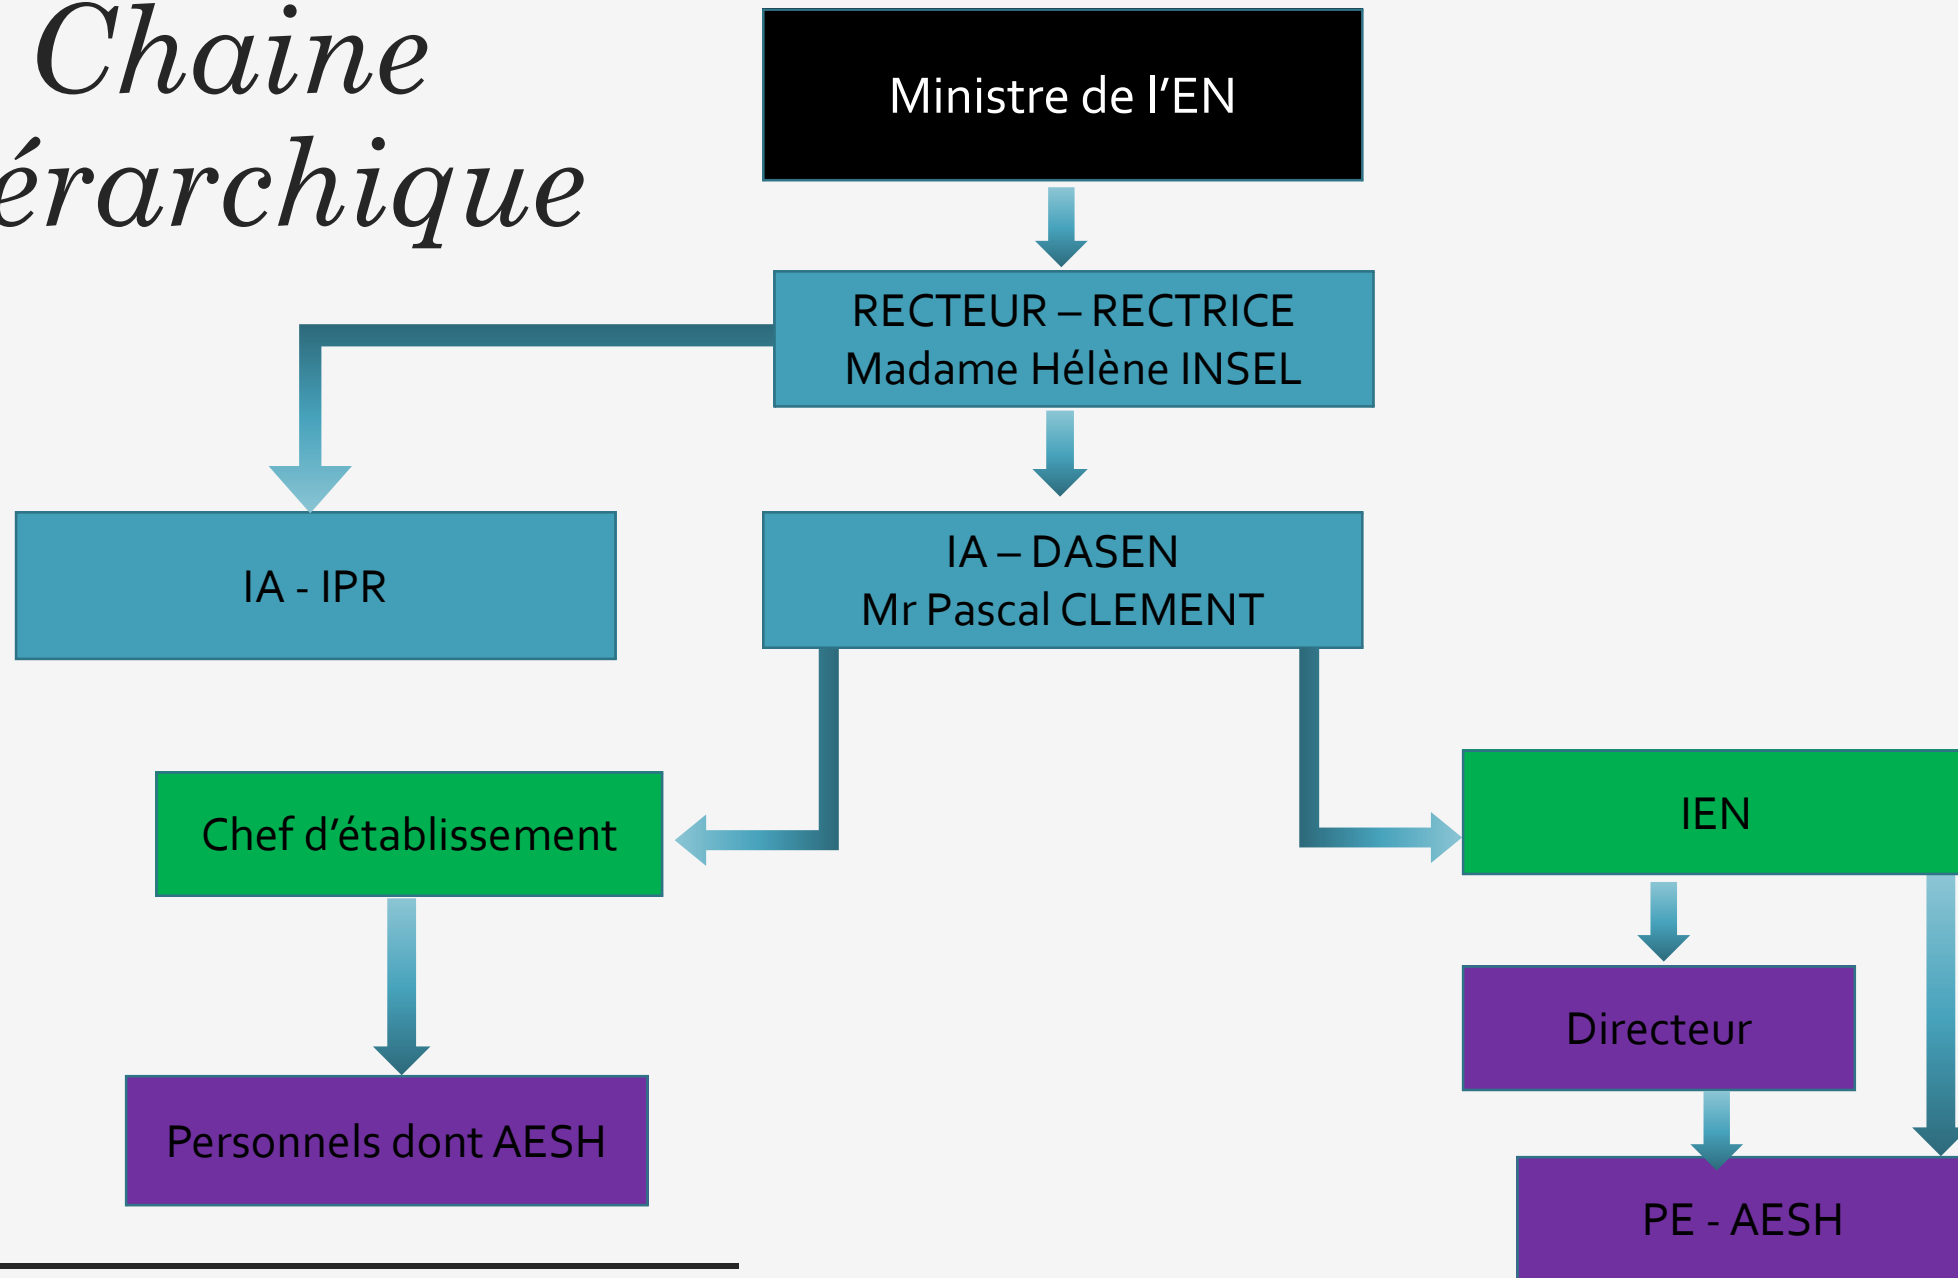 Chaine
érarchique
Ministre de l'EN
RECTEUR – RECTRICE
Madame Hélène INSEL
IA - IPR
IA – DASEN
Mr Pascal CLEMENT
Chef d'établissement
IEN
Directeur
Personnels dont AESH
PE - AESH